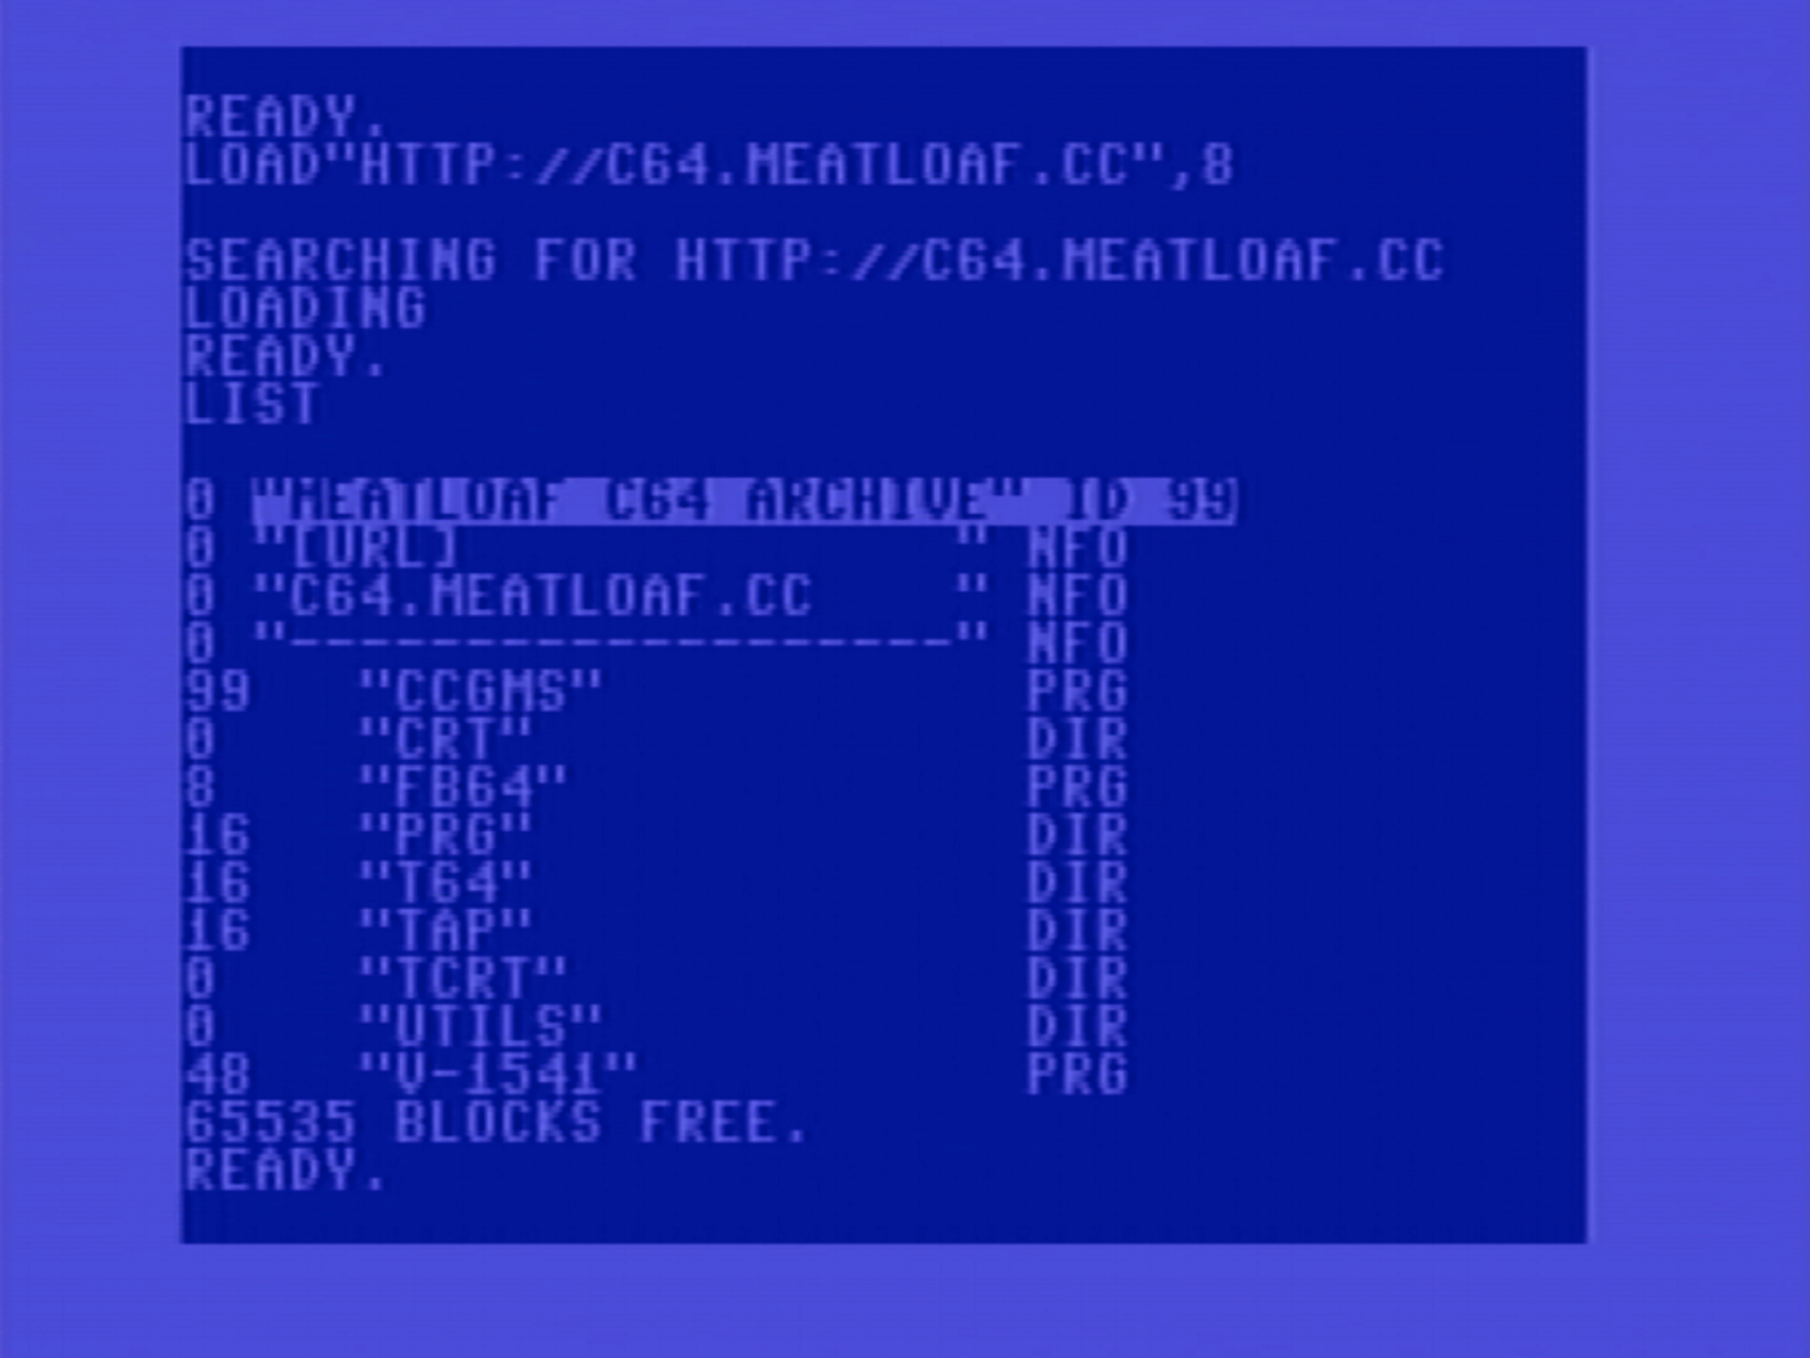 READY.
LOAD"HTTP://C64.MEATLOAF.CC",8
SEARCHING FOR HTTP://C64.MEATLOAF.CC
LOADING
READY.
LIST
0 "MEATLOAF C64 ARCHIVE" ID 99
0 "[URL]              " NFO
0 "C64.MEATLOAF.CC    " NFO
0 "-------------------" NFO
99   "CCGMS"            PRG
0    "CRT"              DIR
8    "FB64"             PRG
16   "PRG"              DIR
16   "T64"              DIR
16   "TAP"              DIR
0    "TCRT"             DIR
0    "UTILS"            DIR
48   "V-1541"           PRG
65535 BLOCKS FREE.
READY.